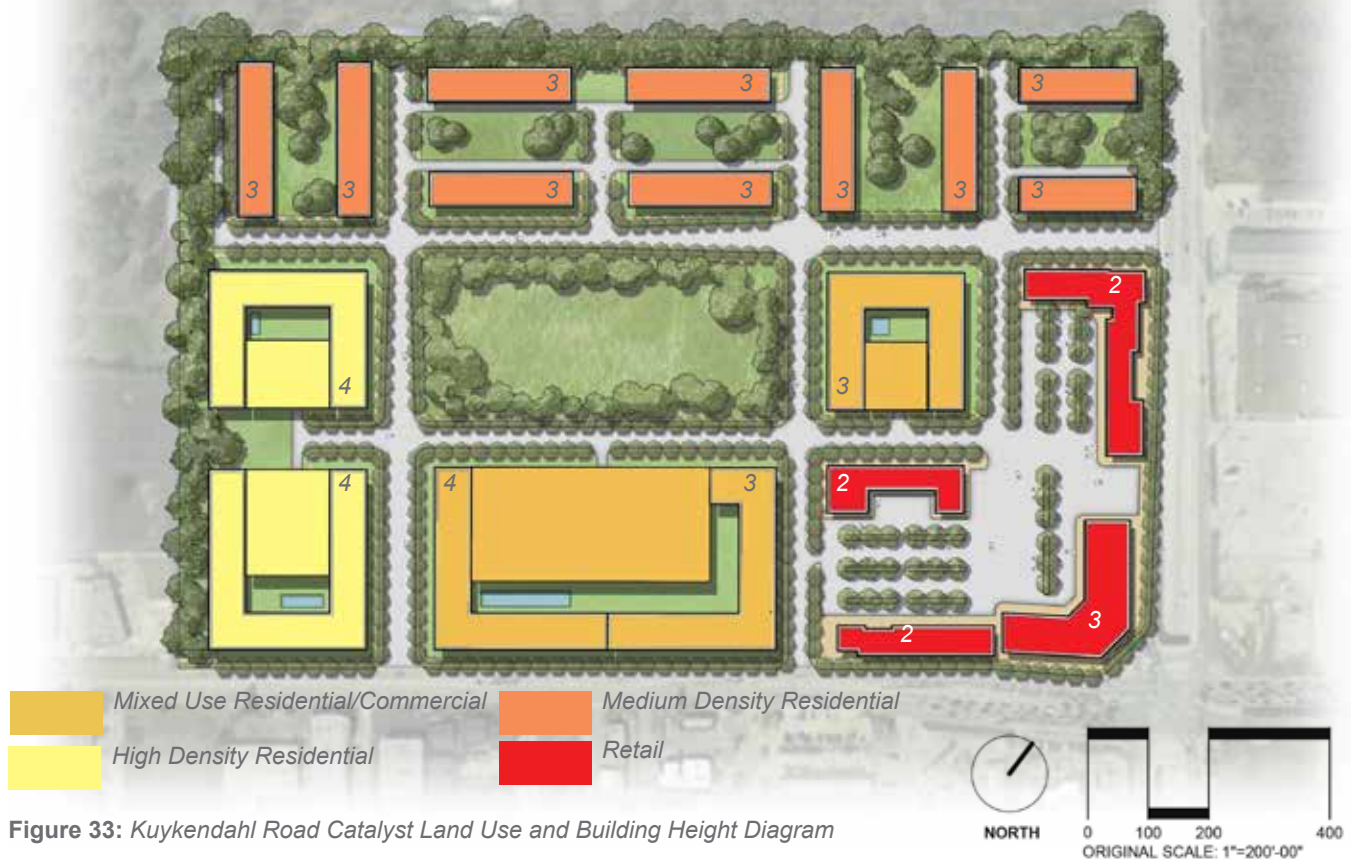 3 3 3 3
3 3 3 3 3 3 3
2
4 3
4 4 3 2
2 3
Mixed Use Residential/Commercial
Medium Density Residential
High Density Residential
Retail
Figure 33: Kuykendahl Road Catalyst Land Use and Building Height Diagram
NORTH
0 100 200 400
ORIGINAL SCALE: 1"=200'-00"